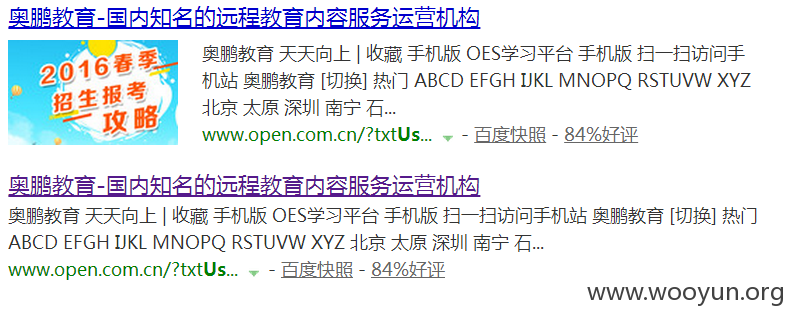 奥鹏教育-国内知名的远程教育内容服务运营机构
2016春季
招生报考
攻略
奥鹏教育 天天向上 | 收藏 手机版 OES学习平台 手机版 扫一扫访问手
机站 奥鹏教育 [切换] 热门 ABCD EFGH IJKL MNOPQ RSTUVW XYZ
北京 太原 深圳 南宁 石...
www.open.com.cn/?txtUs... - 百度快照 - 84%好评
奥鹏教育-国内知名的远程教育内容服务运营机构
奥鹏教育 天天向上 | 收藏 手机版 OES学习平台 手机版 扫一扫访问手机站 奥鹏教育 [切换] 热门
ABCD EFGH IJKL MNOPQ RSTUVW XYZ 北京 太原 深圳 南宁 石...
www.open.com.cn/?txtUs... - 百度快照 - 84%好评
www.wooyun.org